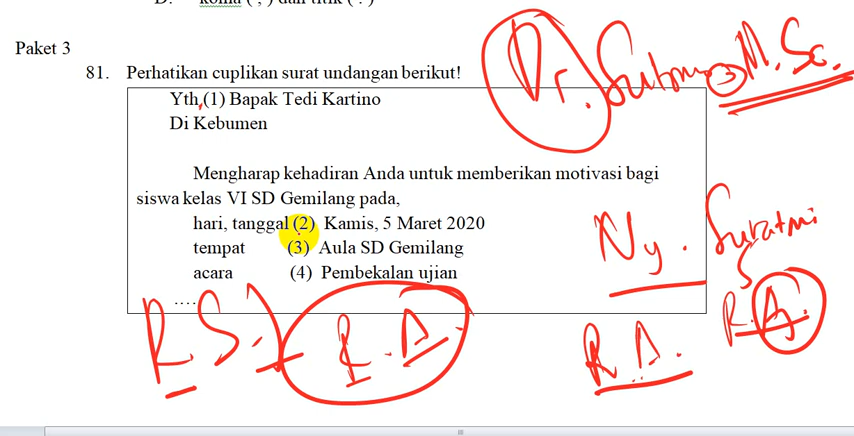 Paket 3
81. Perhatikan cuplikan surat undangan berikut!
Yth,(1) Bapak Tedi Kartino
Di Kebumen
Mengharap kehadiran Anda untuk memberikan motivasi bagi
siswa kelas VI SD Gemilang pada,
hari, tanggal (2) Kamis, 5 Maret 2020
tempat (3) Aula SD Gemilang
acara (4) Pembekalan ujian
....
Dr.
M. Sc.
Ny. Suratmi
R.A.